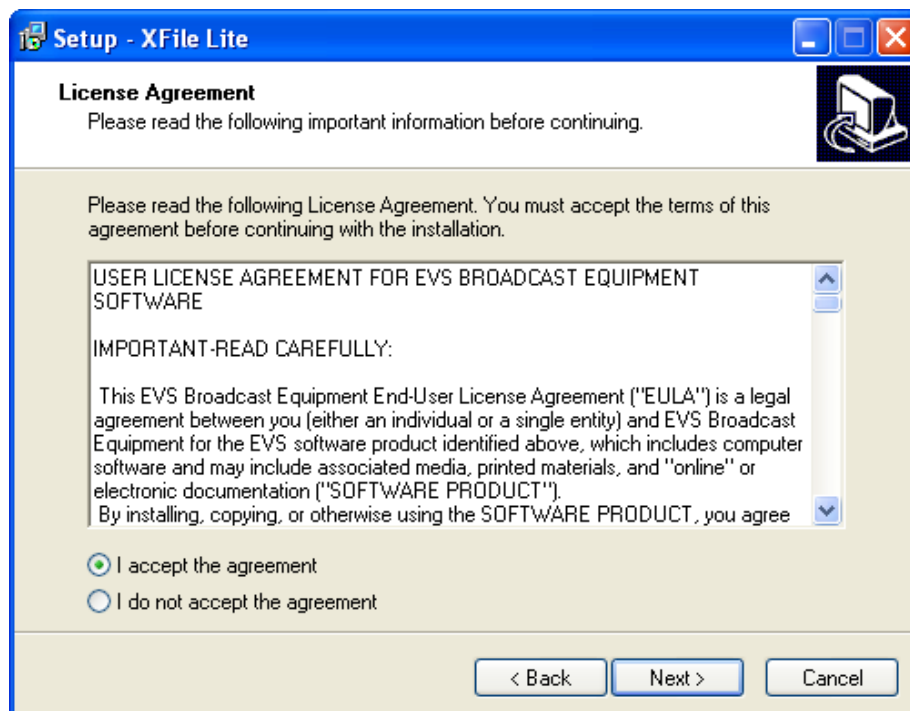 Setup - XFile Lite
License Agreement
Please read the following important information before continuing.
Please read the following License Agreement. You must accept the terms of this
agreement before continuing with the installation.
USER LICENSE AGREEMENT FOR EVS BROADCAST EQUIPMENT
SOFTWARE
IMPORTANT-READ CAREFULLY:
This EVS Broadcast Equipment End-User License Agreement ("EULA") is a legal
agreement between you (either an individual or a single entity) and EVS Broadcast
Equipment for the EVS software product identified above, which includes computer
software and may include associated media, printed materials, and "online" or
electronic documentation ("SOFTWARE PRODUCT").
By installing, copying, or otherwise using the SOFTWARE PRODUCT, you agree
I accept the agreement
I do not accept the agreement
< Back
Next >
Cancel